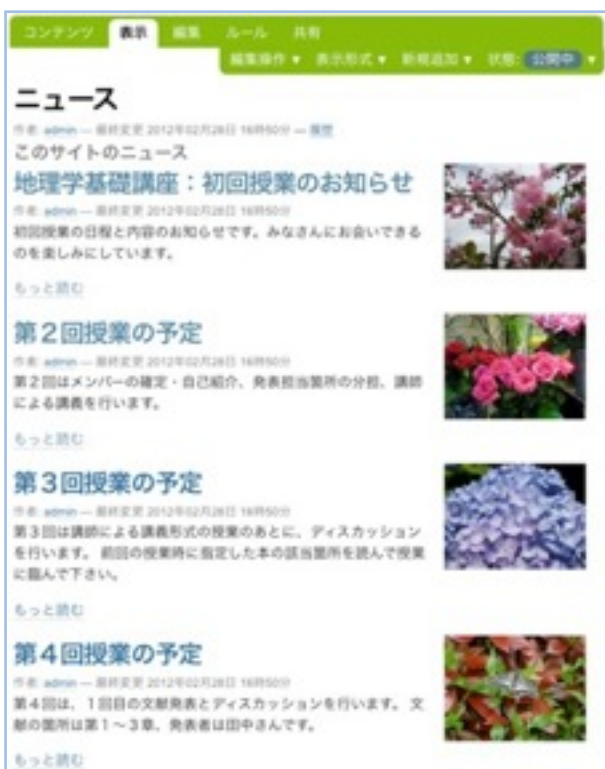 コンテンツ 表示 編集 ルール 共有
編集操作 ▼ 表示形式 ▼ 新規追加 ▼ 状態: 公開中 ▼
ニュース
作者: admin — 最終変更 2012年02月28日 16時50分 — 履歴
このサイトのニュース
地理学基礎講座：初回授業のお知らせ
作者: admin — 最終変更 2012年02月28日 16時50分
初回授業の日程と内容のお知らせです。みなさんにお会いできる
のを楽しみにしています。
もっと読む
第２回授業の予定
作者: admin — 最終変更 2012年02月28日 16時50分
第２回はメンバーの確定・自己紹介、発表担当箇所の分担、講師
による講義を行います。
もっと読む
第３回授業の予定
作者: admin — 最終変更 2012年02月28日 16時50分
第３回は講師による講義形式の授業のあとに、ディスカッション
を行います。 前回の授業時に指定した本の該当箇所を読んで授業
に臨んで下さい。
もっと読む
第４回授業の予定
作者: admin — 最終変更 2012年02月28日 16時50分
第４回は、１回目の文献発表とディスカッションを行います。 文
献の箇所は第１～３章、発表者は田中さんです。
もっと読む